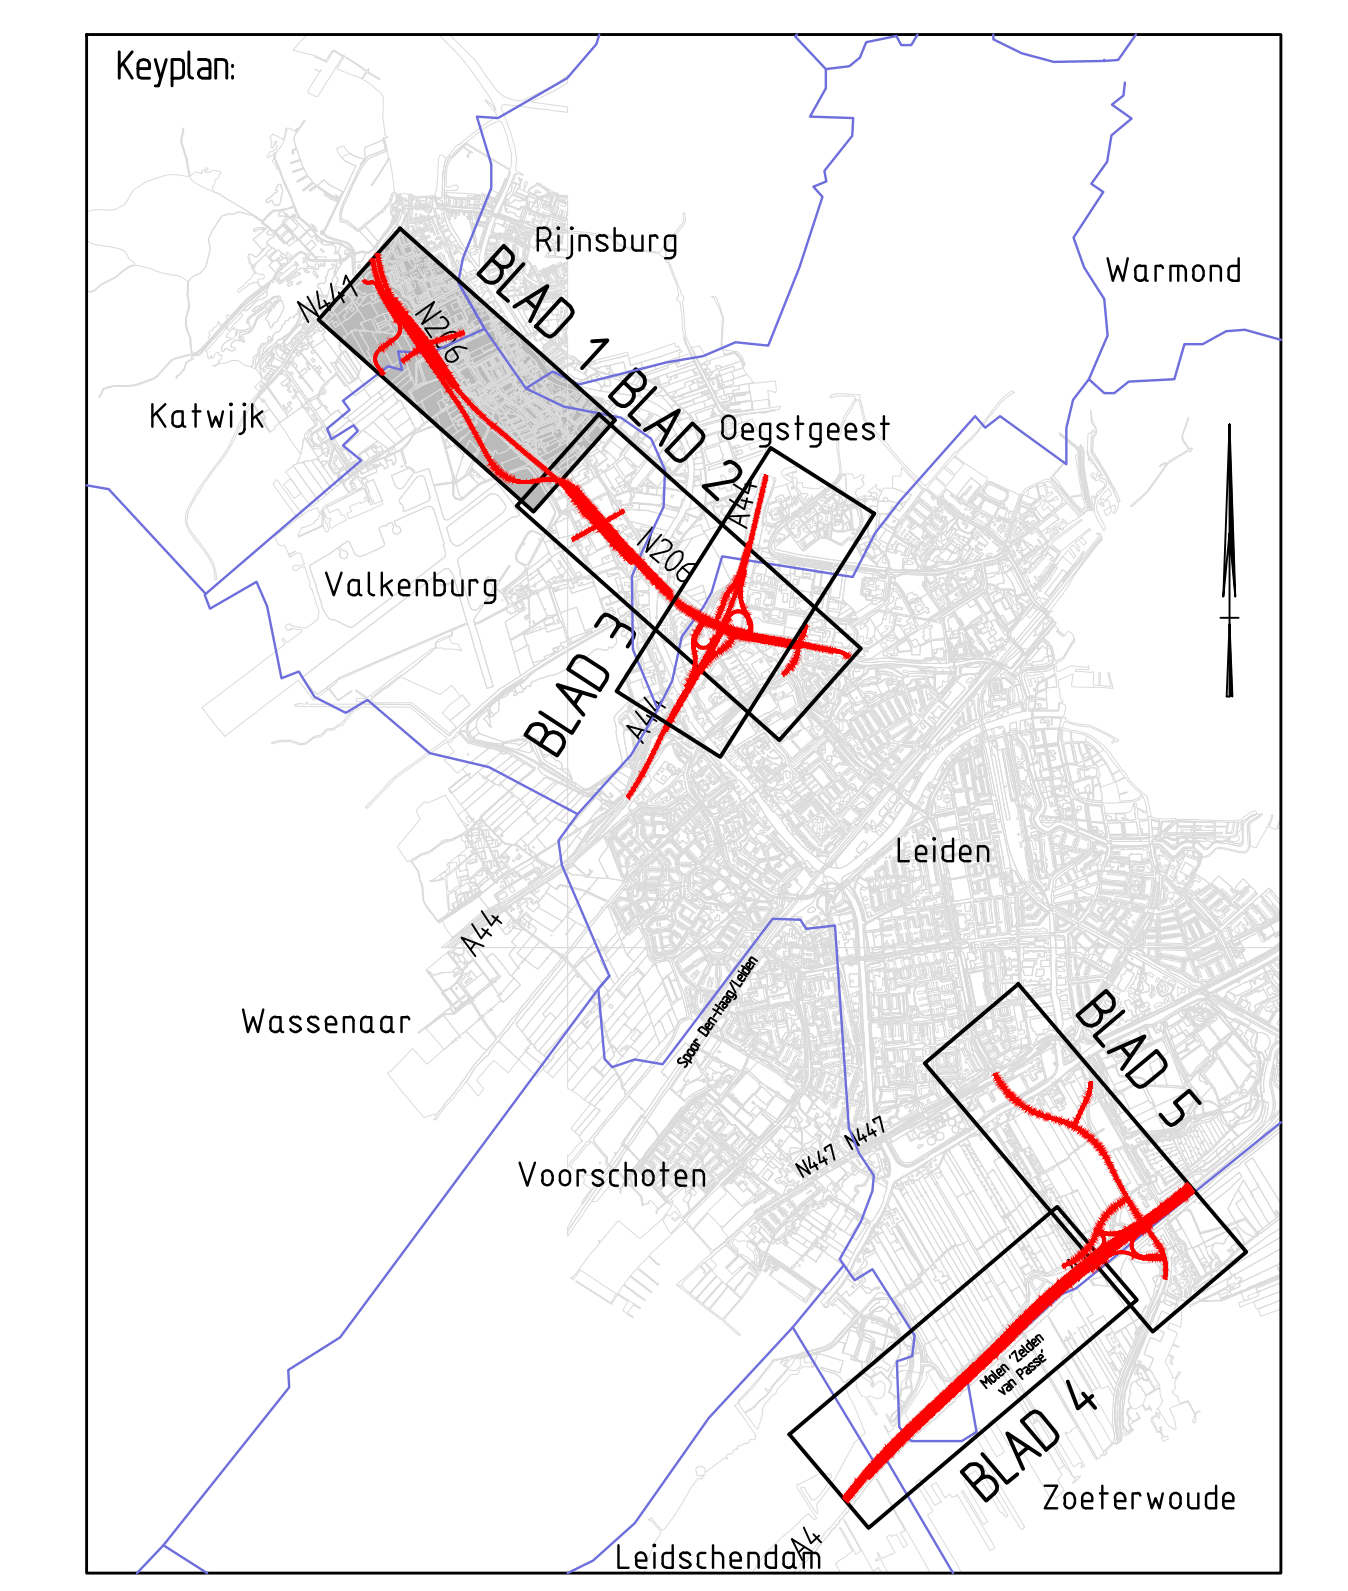 Keyplan:
Rijnsburg
Warmond
BLAD 1
N441
N206
BLAD 2
Katwijk
Oegstgeest
A44
N206
Valkenburg
BLAD 3
A44
Leiden
A44
Wassenaar
Spoor Den-Haag/Leiden
BLAD 5
N447 N447
Voorschoten
Molen 'Zelden
van Passe'
BLAD 4
Zoeterwoude
A4
Leidschendam